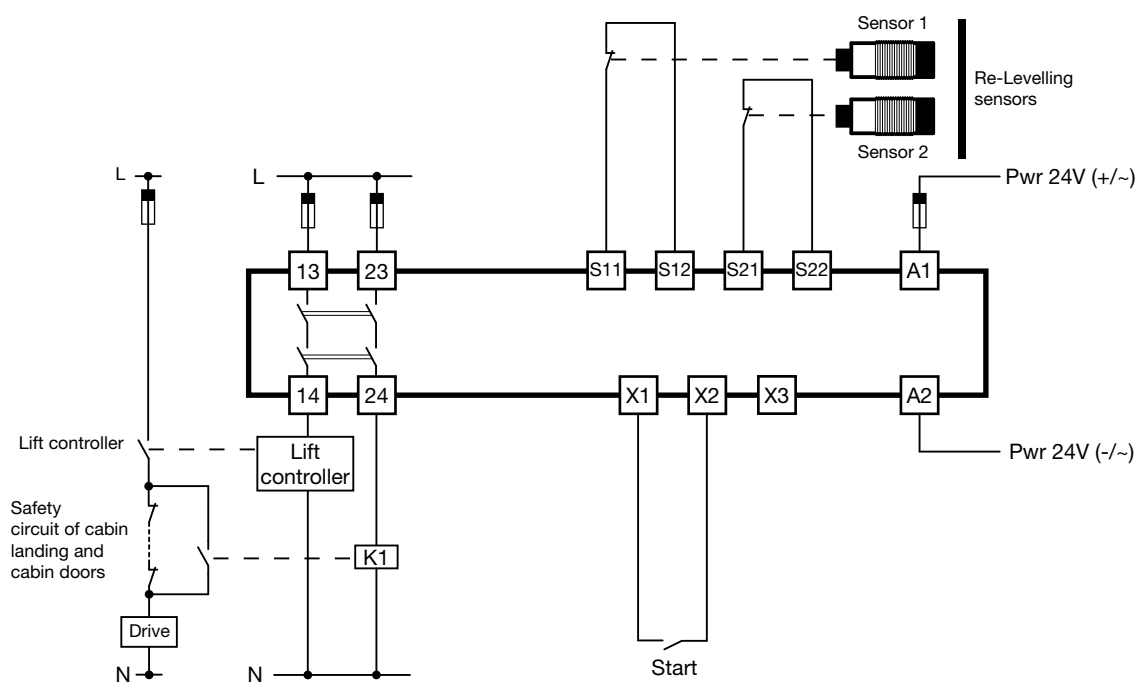 Sensor 1
Re-Levelling
sensors
Sensor 2
L
L
Pwr 24V (+/~)
13
23
S11
S12
S21
S22
A1
14
24
X1
X2
X3
A2
Lift controller
Lift
controller
Pwr 24V (-/~)
Safety
circuit of cabin
landing and
cabin doors
K1
Drive
Start
N
N